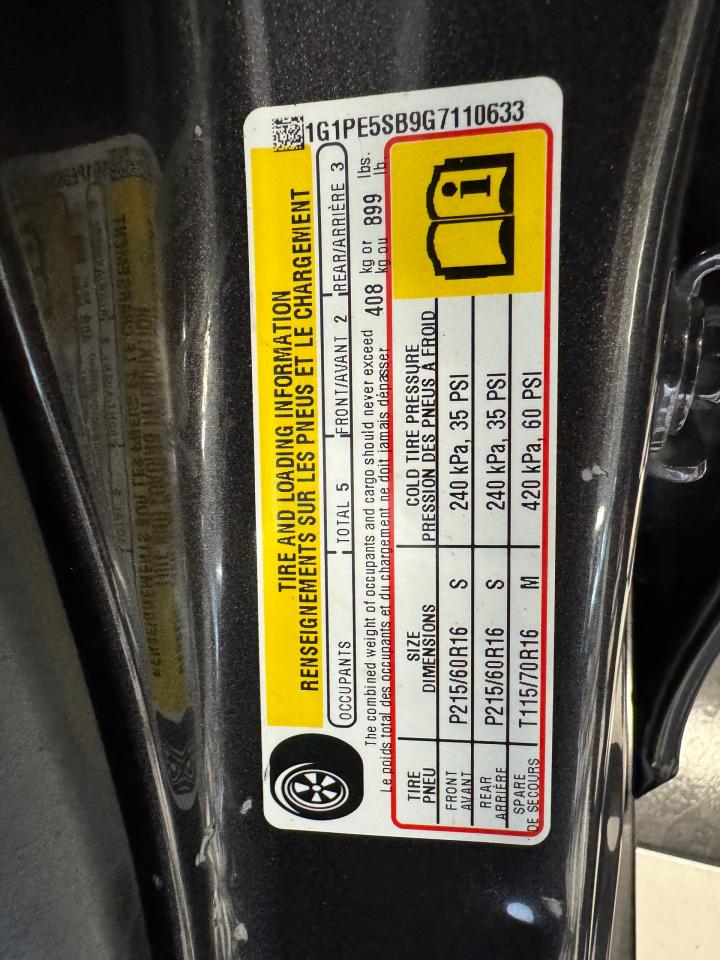 1G1PE5SB9G7110633
TIRE AND LOADING INFORMATION
RENSEIGNEMENTS SUR LES PNEUS ET LE CHARGEMENT
OCCUPANTS TOTAL 5 FRONT/AVANT 2 REAR/ARRIÈRE 3
The combined weight of occupants and cargo should never exceed 408 kg or 899 lbs.
Le poids total des occupants et du chargement ne doit jamais dépasser kg ou lb.
TIRE SIZE COLD TIRE PRESSURE
PNEU DIMENSIONS PRESSION DES PNEUS À FROID
FRONT
AVANT P215/60R16 S 240 kPa, 35 PSI
REAR
ARRIÈRE P215/60R16 S 240 kPa, 35 PSI
SPARE
DE SECOURS T115/70R16 M 420 kPa, 60 PSI